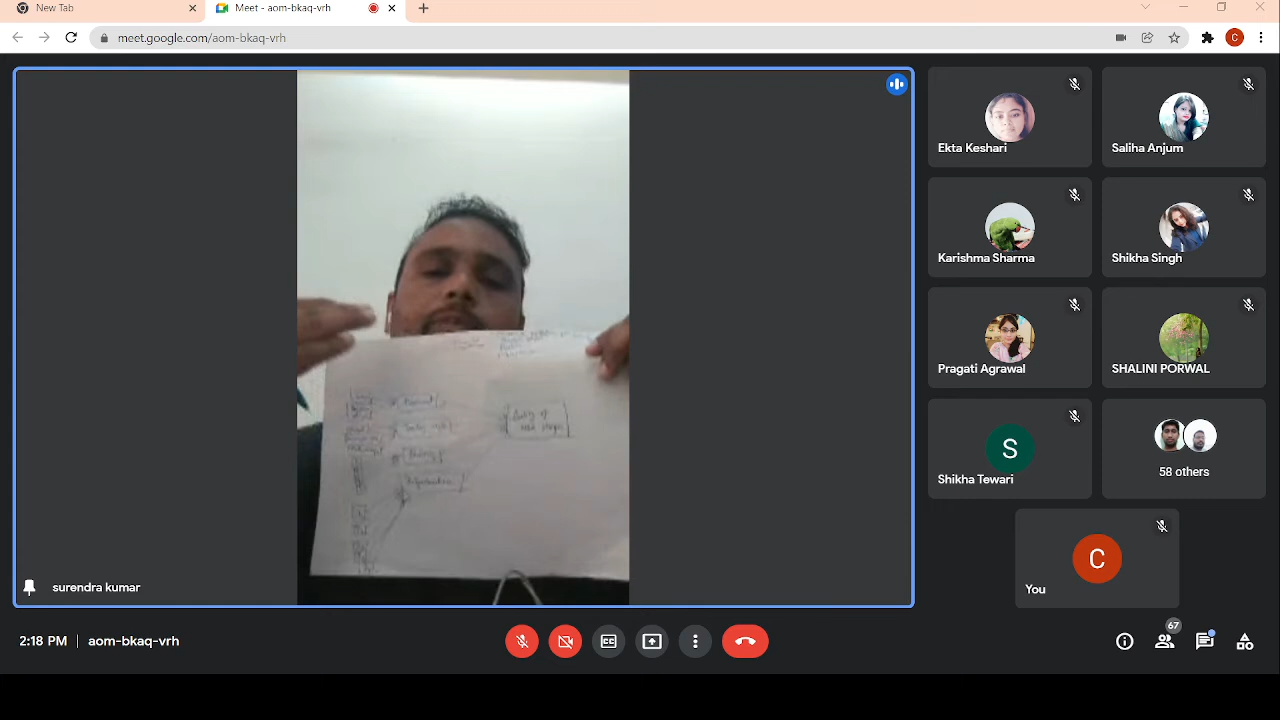 New Tab
Meet - aom-bkaq-vrh
meet.google.com/aom-bkaq-vrh
C
Ekta Keshari
Saliha Anjum
Karishma Sharma
Shikha Singh
Pragati Agrawal
SHALINI PORWAL
S
Shikha Tewari
58 others
C
You
surendra kumar
2:18 PM | aom-bkaq-vrh
CC
67